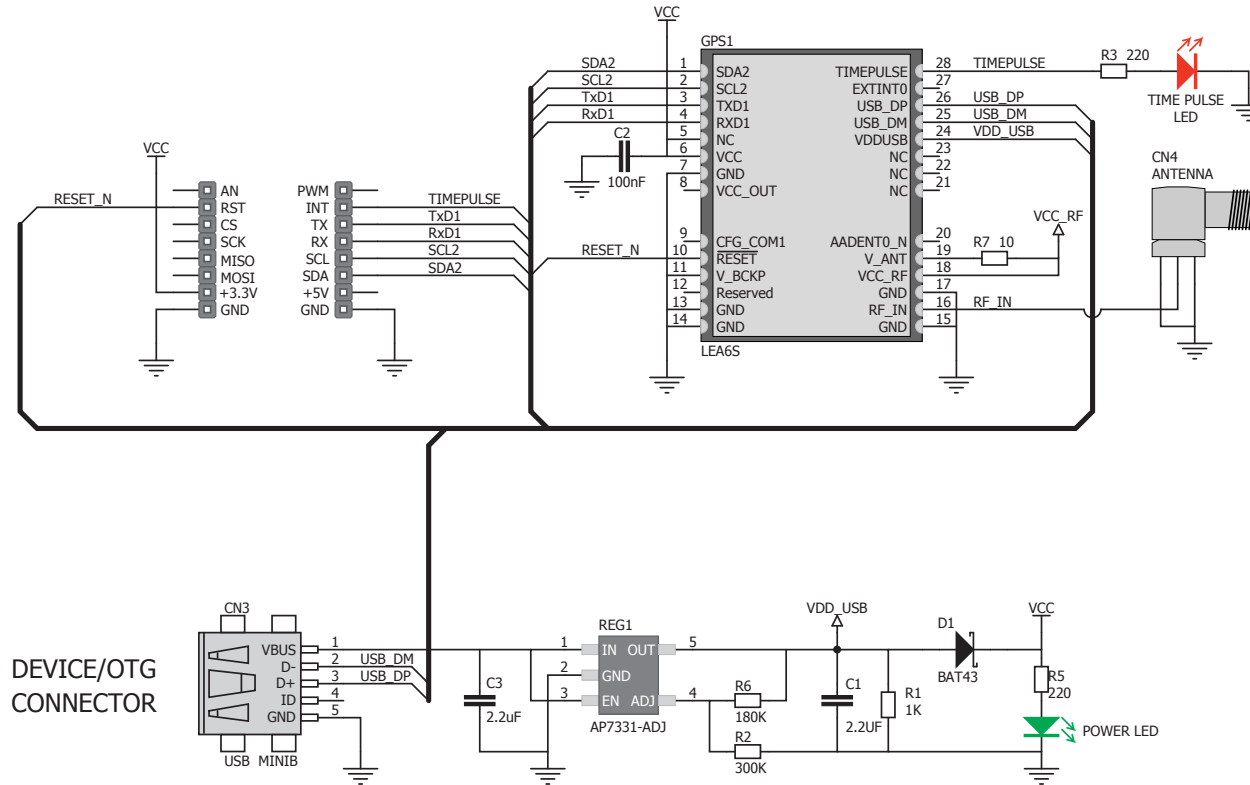 VCC
GPS1
SDA2 1 SDA2 TIMEPULSE 28 TIMEPULSE R3 220
SCL2 2 SCL2 EXTINT0 27
TxD1 3 TXD1 USB_DP 26 USB_DP
RxD1 4 RXD1 USB_DM 25 USB_DM
5 NC VDDUSB 24 VDD_USB
TIME PULSE
LED
C2
100nF
6 VCC NC 23
7 GND NC 22
8 VCC_OUT NC 21
CN4
ANTENNA
VCC
AN PWM
RESET_N RST INT TIMEPULSE
CS TX TxD1
SCK RX RxD1
MISO SCL SCL2
MOSI SDA SDA2
+3.3V +5V
GND GND
VCC_RF
9 CFG_COM1 AADENT0_N 20
RESET_N 10 RESET V_ANT 19 R7 10
11 V_BCKP VCC_RF 18
12 Reserved GND 17
13 GND RF_IN 16 RF_IN
14 GND GND 15
LEA6S
DEVICE/OTG
CONNECTOR
CN3
VBUS 1
D- 2 USB_DM
D+ 3 USB_DP
ID 4
GND 5
USB MINIB
C3
2.2uF
REG1
1 IN OUT 5
2 GND
3 EN ADJ 4
AP7331-ADJ
R6
180K
R2
300K
VDD_USB
C1
2.2UF
R1
1K
D1
BAT43
VCC
R5
220
POWER LED